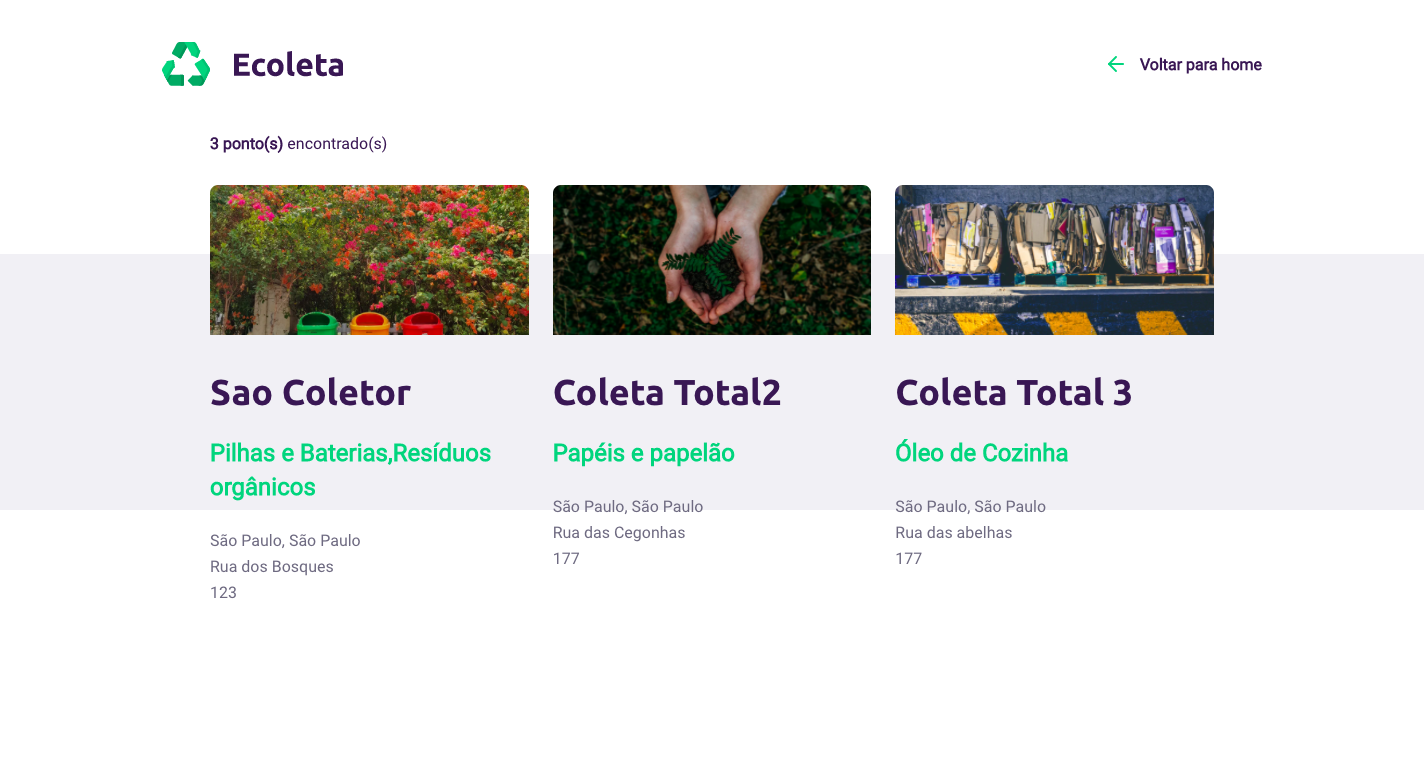 Ecoleta
Voltar para home
3 ponto(s) encontrado(s)
Sao Coletor
Pilhas e Baterias,Resíduos
orgânicos
São Paulo, São Paulo
Rua dos Bosques
123
Coleta Total2
Papéis e papelão
São Paulo, São Paulo
Rua das Cegonhas
177
Coleta Total 3
Óleo de Cozinha
São Paulo, São Paulo
Rua das abelhas
177